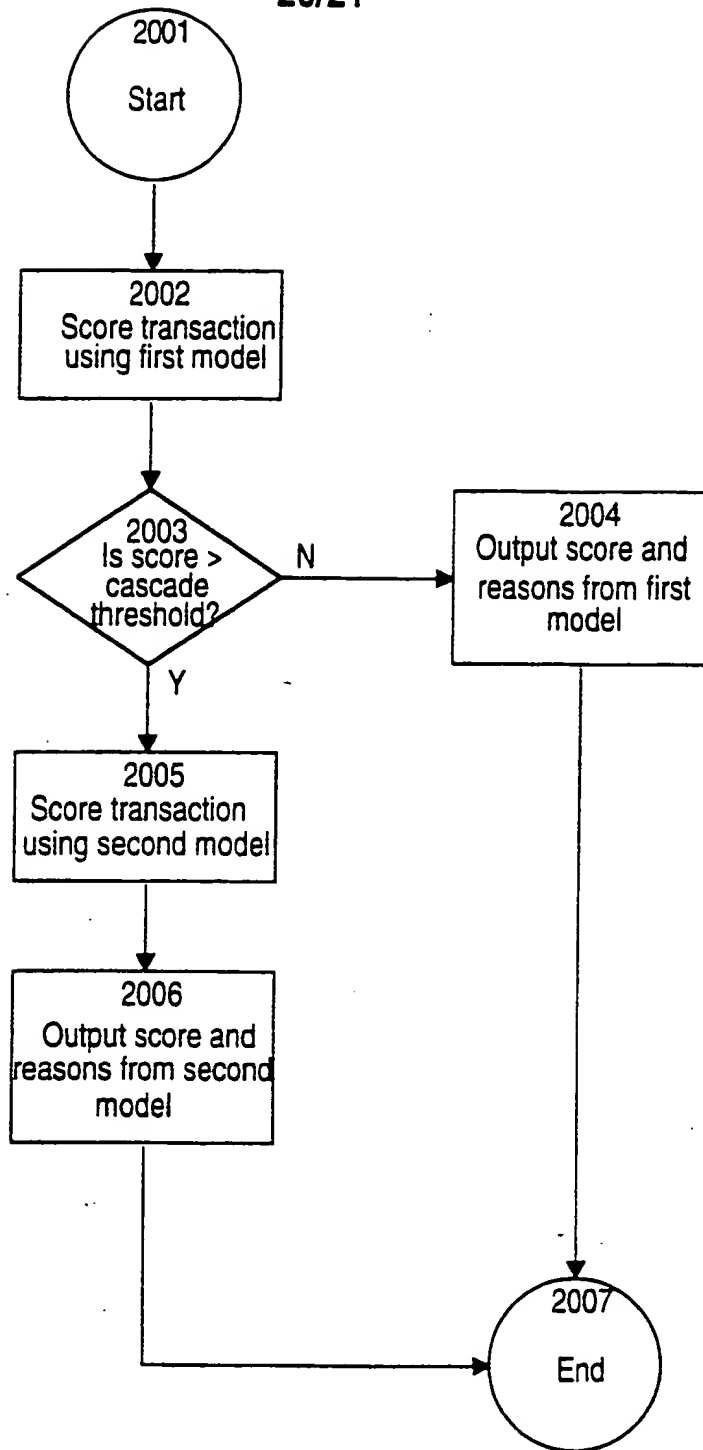 2001
Start
2002
Score transaction
using first model
2003
Is score >
cascade
threshold?
N
Y
2004
Output score and
reasons from first
model
2005
Score transaction
using second model
2006
Output score and
reasons from second
model
2007
End